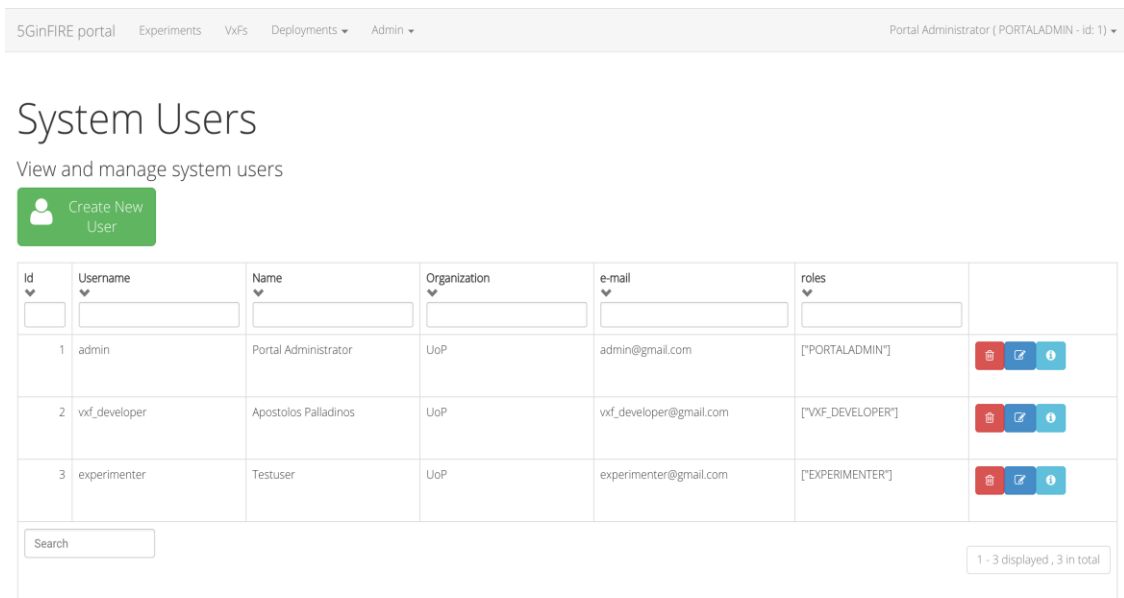 5GinFIRE portal Experiments VxFs Deployments Admin Portal Administrator ( PORTALADMIN - id: 1)
System Users
View and manage system users
Create New
User
Id Username Name Organization e-mail roles
1 admin Portal Administrator UoP admin@gmail.com ["PORTALADMIN"]
2 vxf_developer Apostolos Palladinos UoP vxf_developer@gmail.com ["VXF_DEVELOPER"]
3 experimenter Testuser UoP experimenter@gmail.com ["EXPERIMENTER"]
Search
1 - 3 displayed , 3 in total